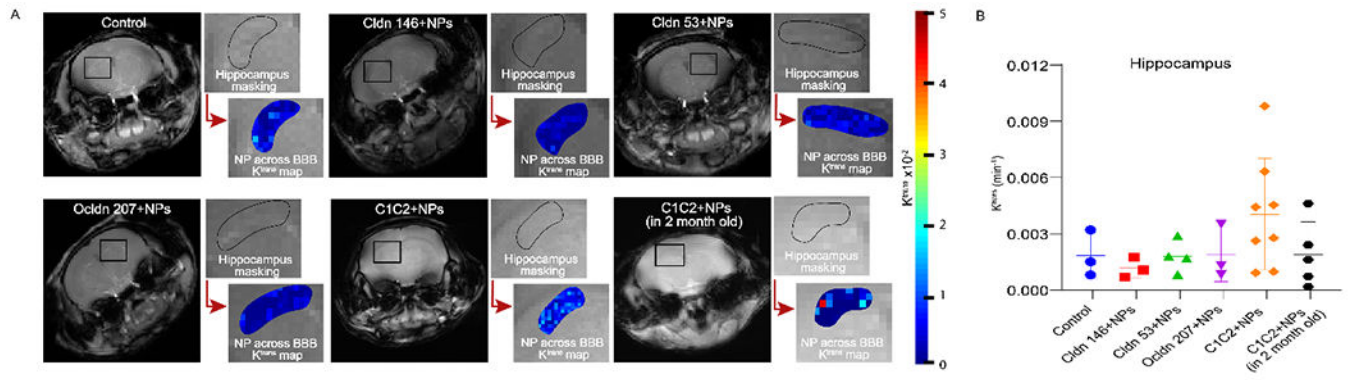 A
Control
Hippocampus
masking
NP across BBB
Ktrans map
Cldn 146+NPs
Hippocampus
masking
NP across BBB
Ktrans map
Cldn 53+NPs
Hippocampus
masking
NP across BBB
Ktrans map
Ocldn 207+NPs
Hippocampus
masking
NP across BBB
Ktrans map
C1C2+NPs
Hippocampus
masking
NP across BBB
Ktrans map
C1C2+NPs
(in 2 month old)
Hippocampus
masking
NP across BBB
Ktrans map
5
4
3
2
1
0
Ktrans x10-2
B
Hippocampus
Ktrans (min-1)
0.012
0.009
0.006
0.003
0.000
Control
Cldn 146+NPs
Cldn 53+NPs
Ocldn 207+NPs
C1C2+NPs
C1C2+NPs
(in 2 month old)